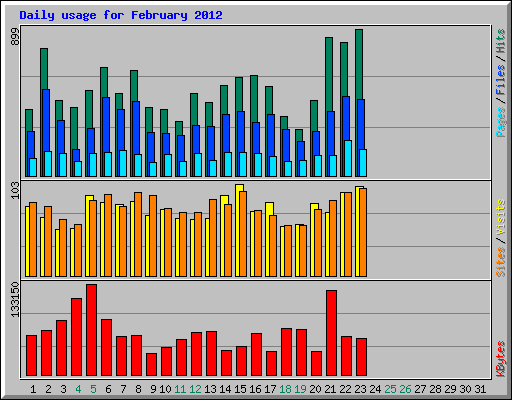 Daily usage for February 2012
899
Pages / Files / Hits
103
Sites / Visits
133150
KBytes
1 2 3 4 5 6 7 8 9 10 11 12 13 14 15 16 17 18 19 20 21 22 23 24 25 26 27 28 29 30 31